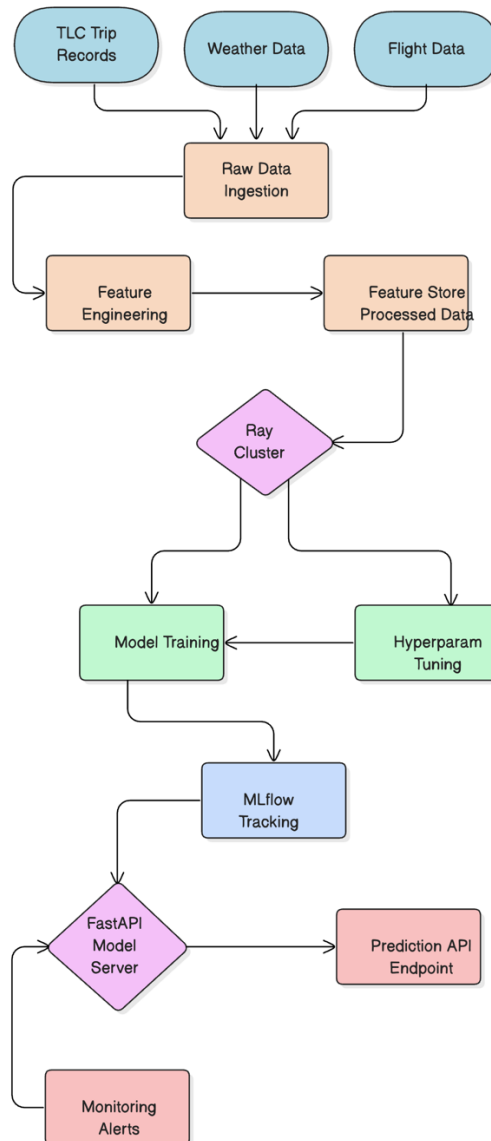 TLC Trip
Records
Weather Data
Flight Data
Raw Data
Ingestion
Feature
Engineering
Feature Store
Processed Data
Ray
Cluster
Model Training
Hyperparam
Tuning
MLflow
Tracking
FastAPI
Model
Server
Prediction API
Endpoint
Monitoring
Alerts